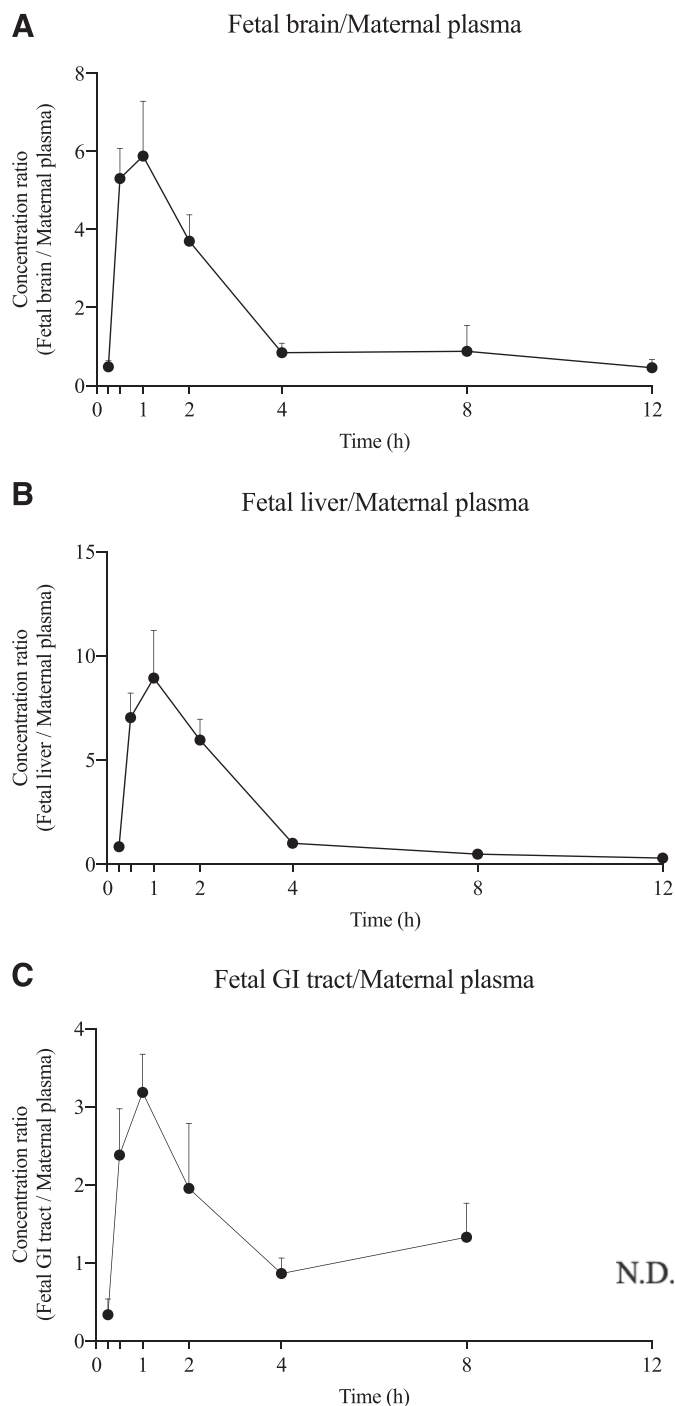 A
Fetal brain/Maternal plasma
Concentration ratio
(Fetal brain / Maternal plasma)
8
6
4
2
0
0 1 2 4 8 12
Time (h)
B
Fetal liver/Maternal plasma
Concentration ratio
(Fetal liver / Maternal plasma)
15
10
5
0
0 1 2 4 8 12
Time (h)
C
Fetal GI tract/Maternal plasma
Concentration ratio
(Fetal GI tract / Maternal plasma)
4
3
2
1
0
N.D.
0 1 2 4 8 12
Time (h)